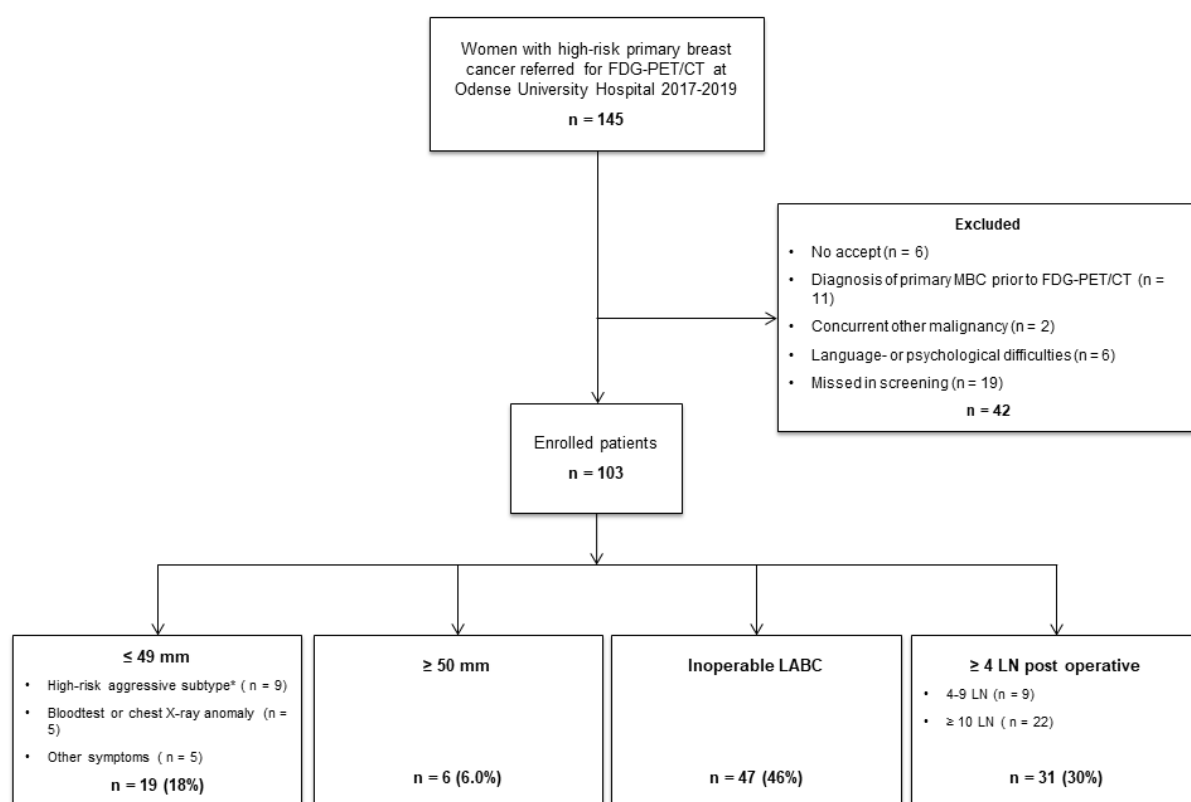 Women with high-risk primary breast
cancer referred for FDG-PET/CT at
Odense University Hospital 2017-2019
n = 145
Excluded
• No accept (n = 6)
• Diagnosis of primary MBC prior to FDG-PET/CT (n =
11)
• Concurrent other malignancy (n = 2)
• Language- or psychological difficulties (n = 6)
• Missed in screening (n = 19)
n = 42
Enrolled patients
n = 103
≤ 49 mm
• High-risk aggressive subtype* ( n = 9)
• Bloodtest or chest X-ray anomaly (n =
5)
• Other symptoms ( n = 5)
n = 19 (18%)
≥ 50 mm
n = 6 (6.0%)
Inoperable LABC
n = 47 (46%)
≥ 4 LN post operative
• 4-9 LN (n = 9)
• ≥ 10 LN ( n = 22)
n = 31 (30%)